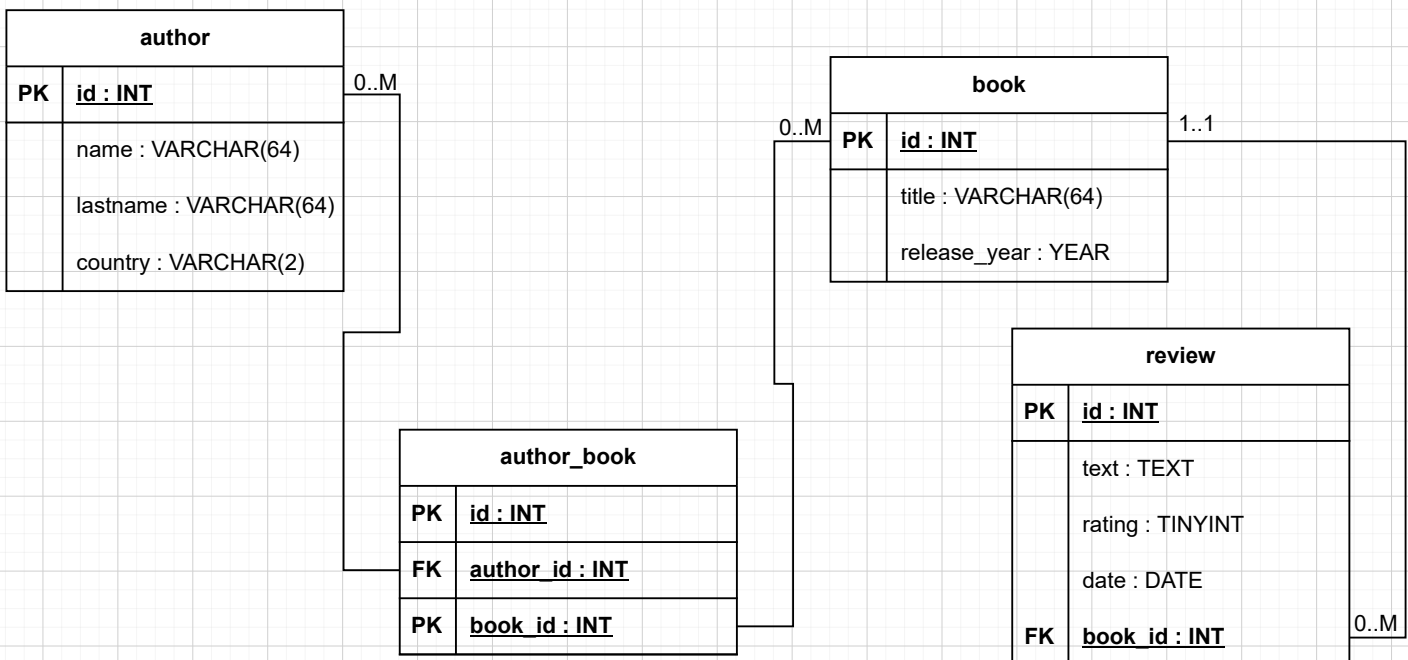 author
PK id : INT
name : VARCHAR(64)
lastname : VARCHAR(64)
country : VARCHAR(2)
0..M
0..M
book
PK id : INT
title : VARCHAR(64)
release_year : YEAR
1..1
author_book
PK id : INT
FK author_id : INT
PK book_id : INT
review
PK id : INT
text : TEXT
rating : TINYINT
date : DATE
FK book_id : INT
0..M